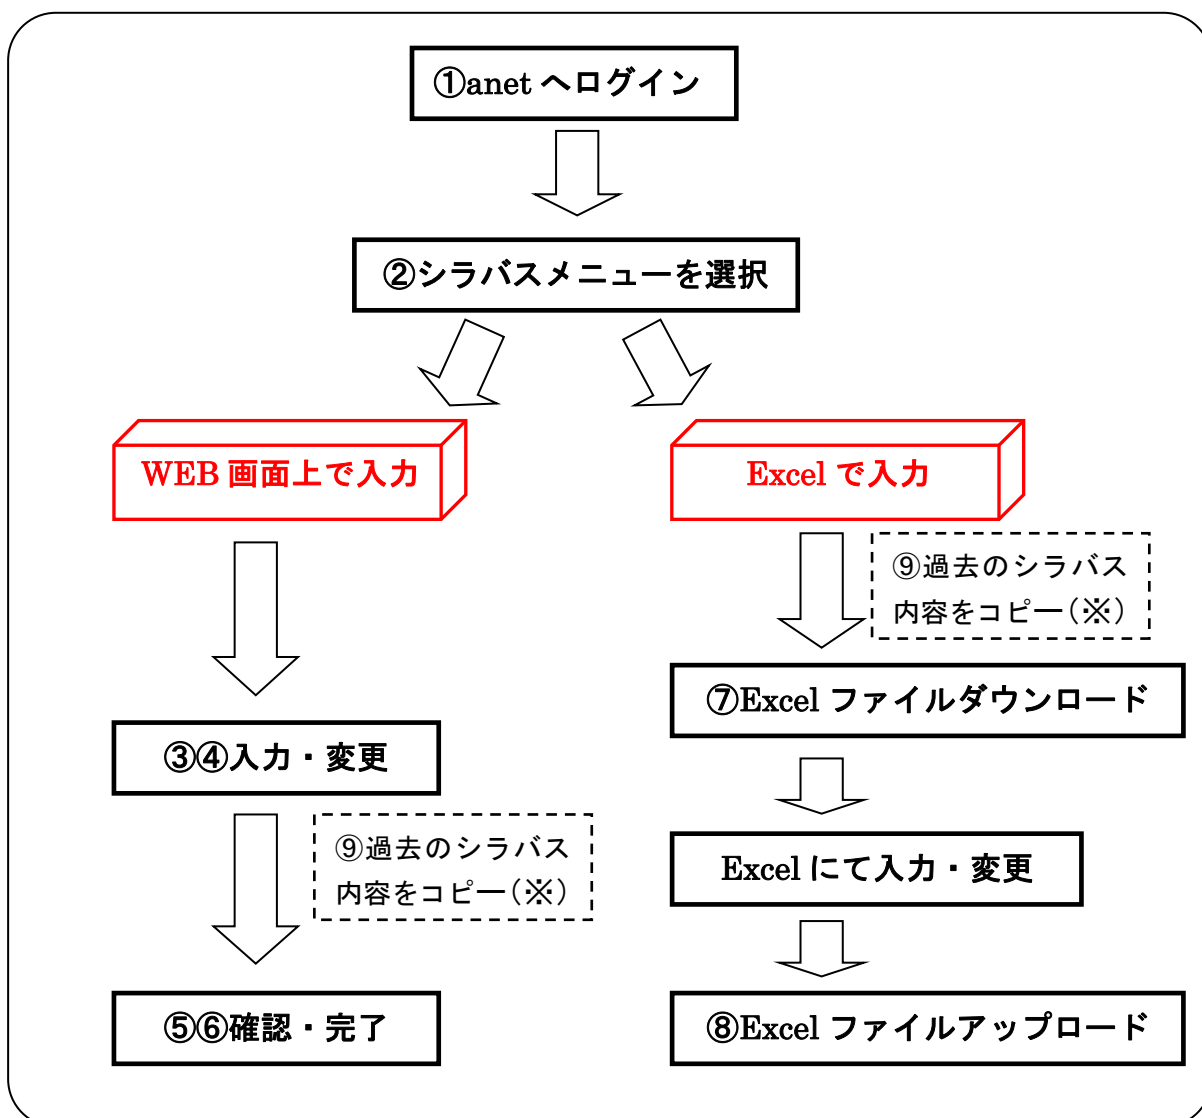 ①anet へログイン
②シラバスメニューを選択
WEB 画面上で入力
Excel で入力
⑨過去のシラバス
内容をコピー(※)
⑦Excel ファイルダウンロード
③④入力・変更
⑨過去のシラバス
内容をコピー(※)
Excel にて入力・変更
⑤⑥確認・完了
⑧Excel ファイルアップロード